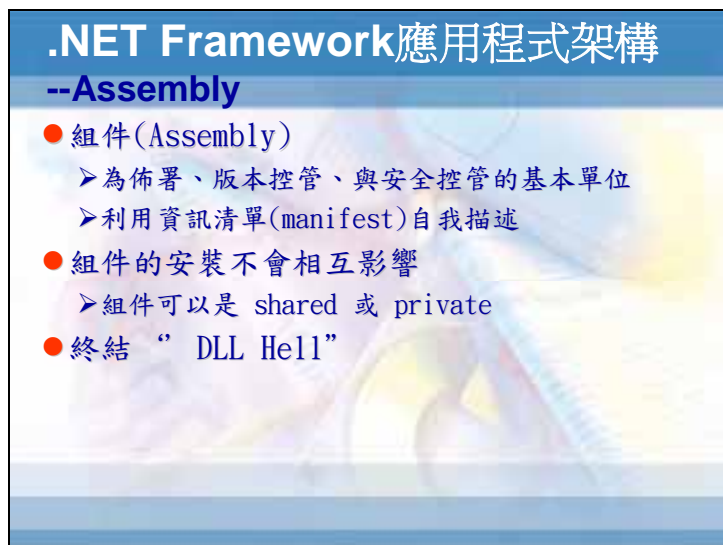 .NET Framework應用程式架構
--Assembly
組件(Assembly)
為佈署、版本控管、與安全控管的基本單位
利用資訊清單(manifest)自我描述
組件的安裝不會相互影響
組件可以是 shared 或 private
終結 “ DLL Hell”